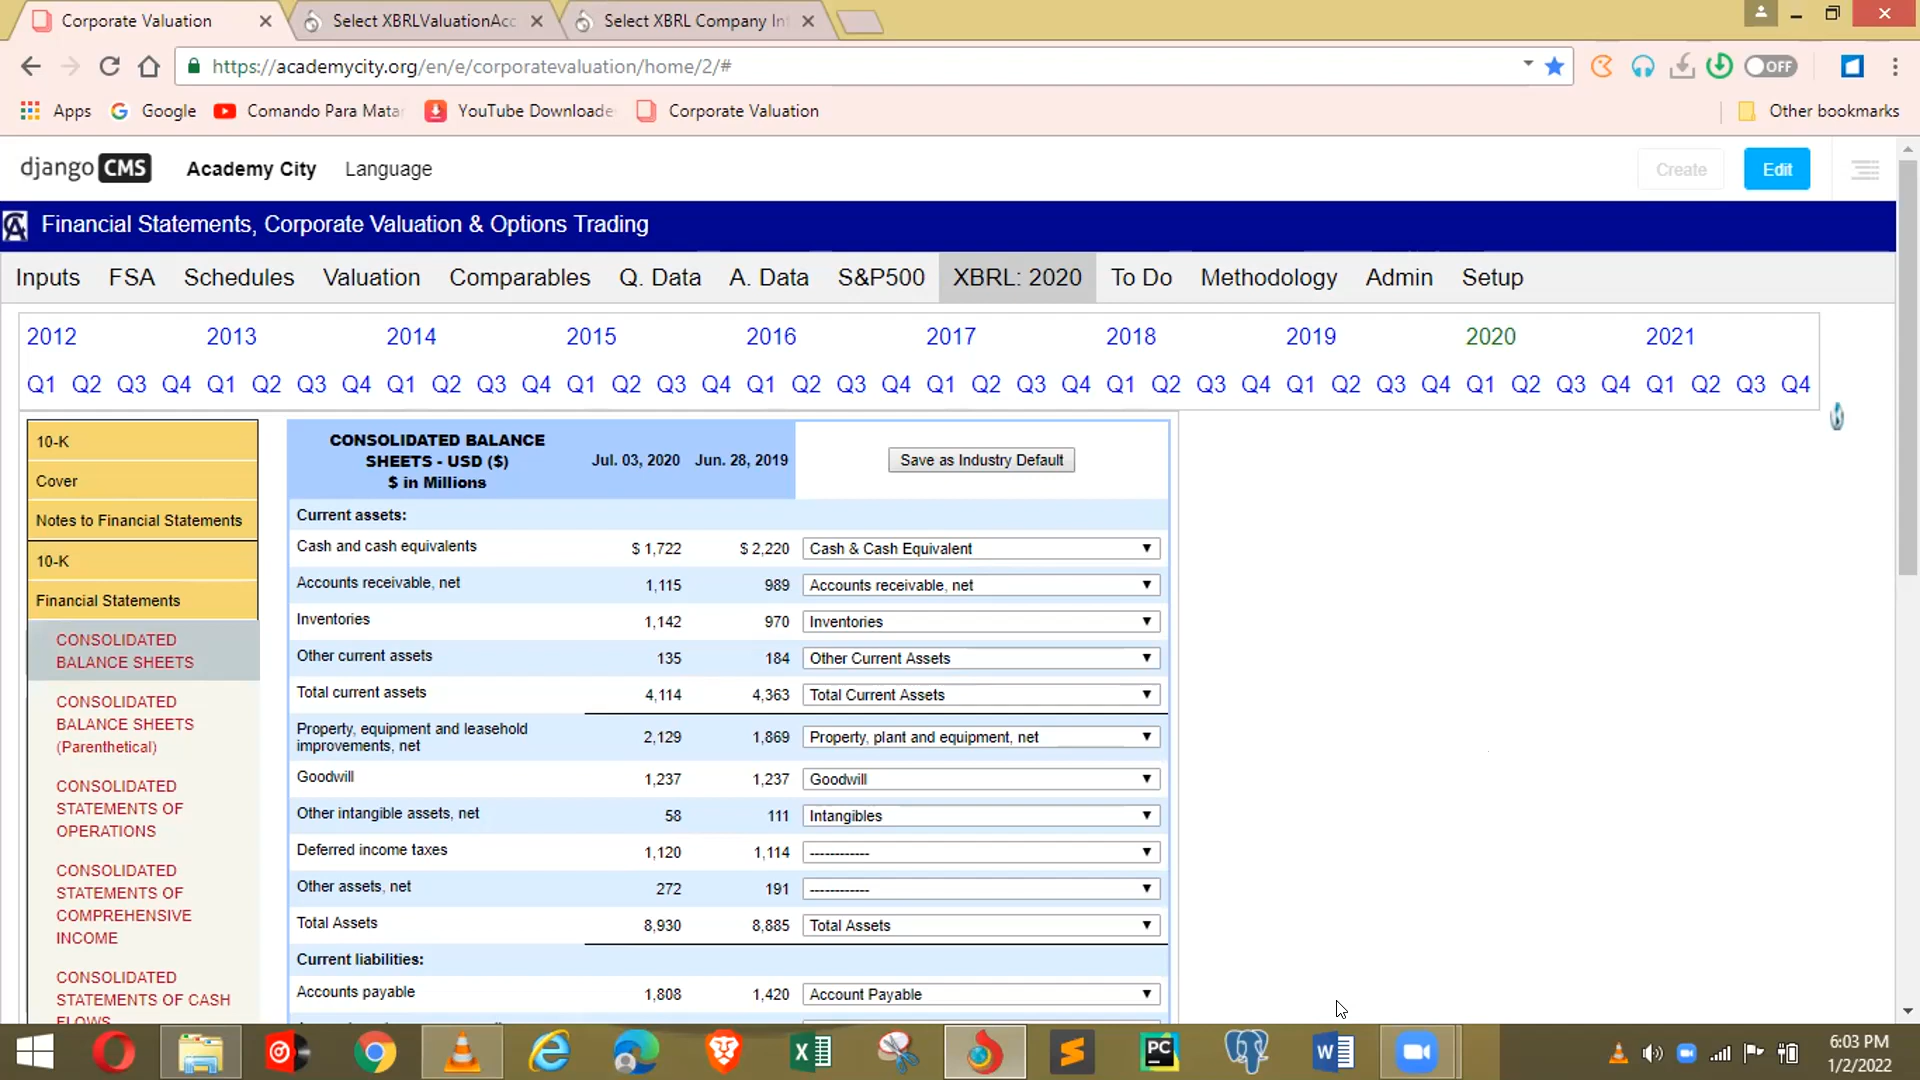 Corporate Valuation
Select XBRLValuationAcc
Select XBRL Company In
https://academycity.org/en/e/corporatevaluation/home/2/#
OFF
Apps
Google
Comando Para Matar
YouTube Downloade
Corporate Valuation
Other bookmarks
django CMS
Academy City
Language
Create
Edit
Financial Statements, Corporate Valuation & Options Trading
Inputs FSA Schedules Valuation Comparables Q. Data A. Data S&P500 XBRL: 2020 To Do Methodology Admin Setup
2012 2013 2014 2015 2016 2017 2018 2019 2020 2021
Q1 Q2 Q3 Q4 Q1 Q2 Q3 Q4 Q1 Q2 Q3 Q4 Q1 Q2 Q3 Q4 Q1 Q2 Q3 Q4 Q1 Q2 Q3 Q4 Q1 Q2 Q3 Q4 Q1 Q2 Q3 Q4 Q1 Q2 Q3 Q4 Q1 Q2 Q3 Q4
10-K
Cover
Notes to Financial Statements
10-K
Financial Statements
CONSOLIDATED
BALANCE SHEETS
CONSOLIDATED
BALANCE SHEETS
(Parenthetical)
CONSOLIDATED
STATEMENTS OF
OPERATIONS
CONSOLIDATED
STATEMENTS OF
COMPREHENSIVE
INCOME
CONSOLIDATED
STATEMENTS OF CASH
FLOWS
CONSOLIDATED BALANCE
SHEETS - USD ($)
$ in Millions
Jul. 03, 2020 Jun. 28, 2019
Save as Industry Default
Current assets:
Cash and cash equivalents $ 1,722 $ 2,220 Cash & Cash Equivalent
Accounts receivable, net 1,115 989 Accounts receivable, net
Inventories 1,142 970 Inventories
Other current assets 135 184 Other Current Assets
Total current assets 4,114 4,363 Total Current Assets
Property, equipment and leasehold
improvements, net 2,129 1,869 Property, plant and equipment, net
Goodwill 1,237 1,237 Goodwill
Other intangible assets, net 58 111 Intangibles
Deferred income taxes 1,120 1,114 ------------
Other assets, net 272 191 ------------
Total Assets 8,930 8,885 Total Assets
Current liabilities:
Accounts payable 1,808 1,420 Account Payable
6:03 PM
1/2/2022